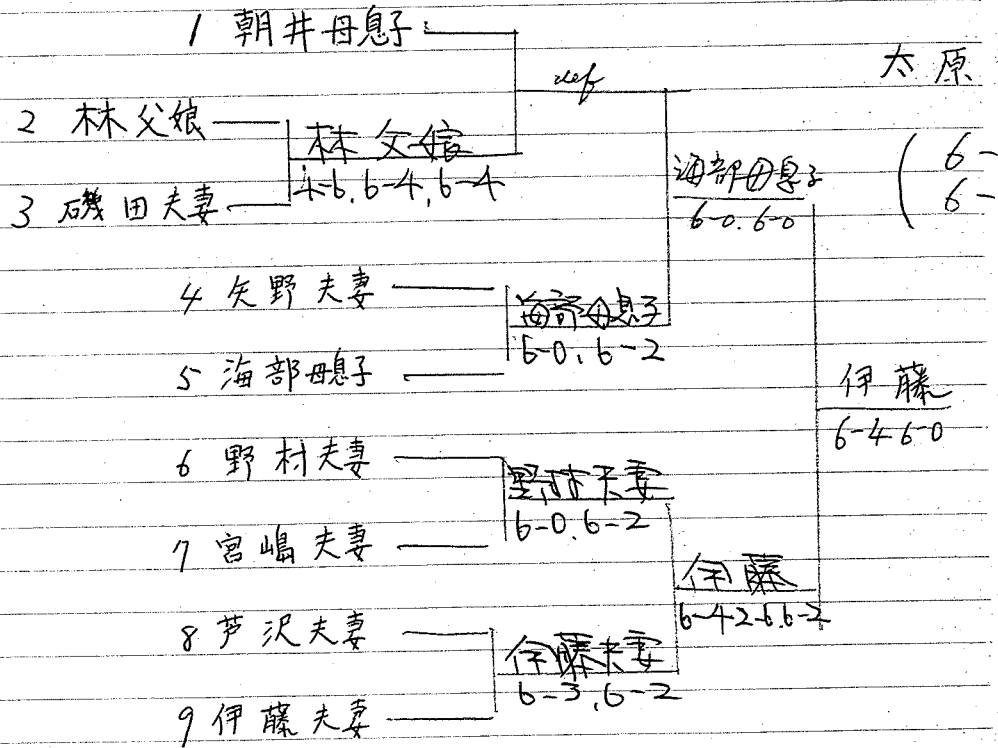 1 朝井母息子
太原
2 林父娘
林父娘
4-6, 6-4, 6-4
海部母息子
6-0, 6-0
( 6-
6-
3 磯田夫妻
4 矢野夫妻
海部母息子
6-0, 6-2
5 海部母息子
伊藤
6-4 6-0
6 野村夫妻
野村夫妻
6-0, 6-2
7 宮嶋夫妻
伊藤
6-4 2-6, 6-2
8 芦沢夫妻
伊藤夫妻
6-3, 6-2
9 伊藤夫妻